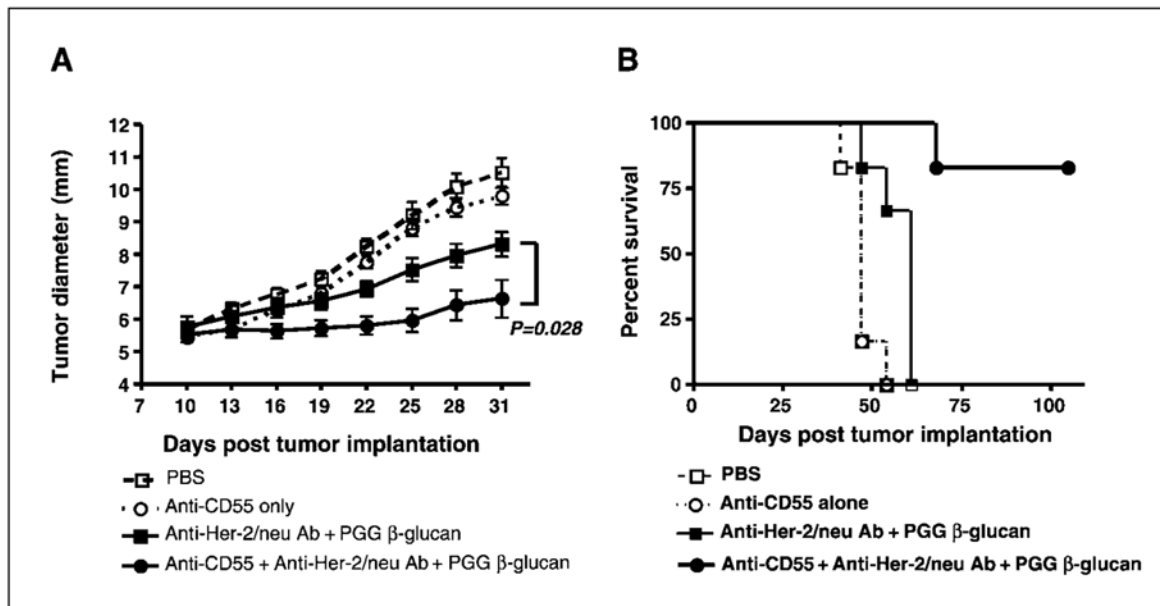 A
Tumor diameter (mm)
12
11
10
9
8
7
6
5
4
7 10 13 16 19 22 25 28 31
P=0.028
Days post tumor implantation
PBS
Anti-CD55 only
Anti-Her-2/neu Ab + PGG β-glucan
Anti-CD55 + Anti-Her-2/neu Ab + PGG β-glucan
B
Percent survival
100
75
50
25
0
0 25 50 75 100
Days post tumor implantation
PBS
Anti-CD55 alone
Anti-Her-2/neu Ab + PGG β-glucan
Anti-CD55 + Anti-Her-2/neu Ab + PGG β-glucan